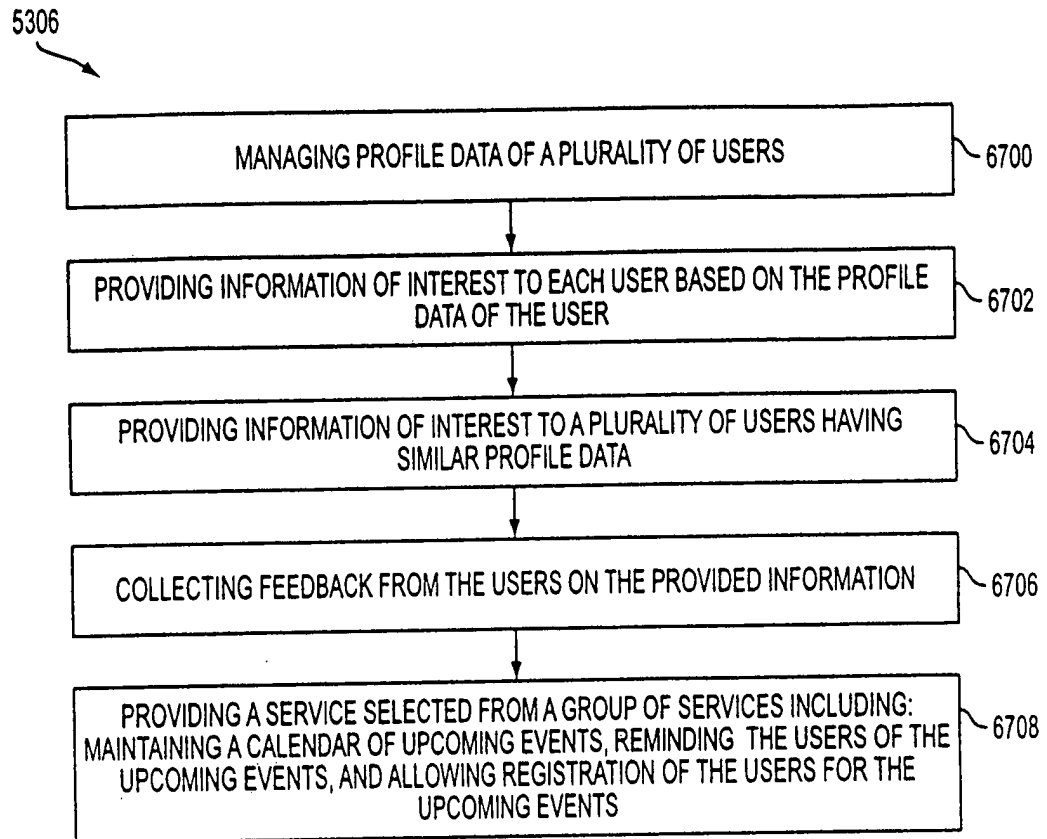 5306
MANAGING PROFILE DATA OF A PLURALITY OF USERS
6700
PROVIDING INFORMATION OF INTEREST TO EACH USER BASED ON THE PROFILE
DATA OF THE USER
6702
PROVIDING INFORMATION OF INTEREST TO A PLURALITY OF USERS HAVING
SIMILAR PROFILE DATA
6704
COLLECTING FEEDBACK FROM THE USERS ON THE PROVIDED INFORMATION
6706
PROVIDING A SERVICE SELECTED FROM A GROUP OF SERVICES INCLUDING:
MAINTAINING A CALENDAR OF UPCOMING EVENTS, REMINDING THE USERS OF THE
UPCOMING EVENTS, AND ALLOWING REGISTRATION OF THE USERS FOR THE
UPCOMING EVENTS
6708